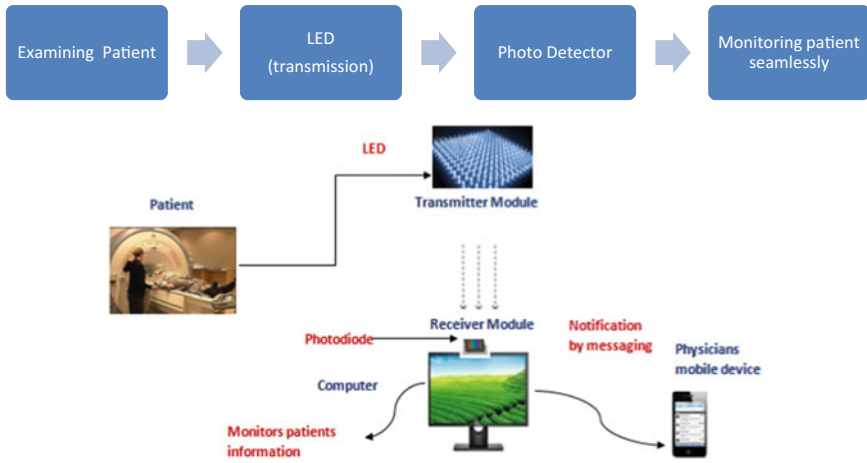 Examining Patient
LED
(transmission)
Photo Detector
Monitoring patient
seamlessly
LED
Patient
Transmitter Module
Receiver Module
Photodiode
Notification
by messaging
Physicians
mobile device
Computer
Monitors patients
information